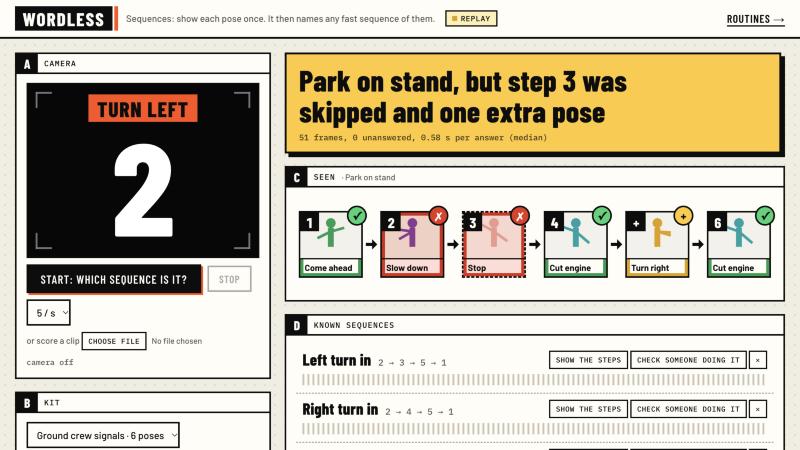 WORDLESS
Sequences: show each pose once. It then names any fast sequence of them.
REPLAY
ROUTINES →
A CAMERA
TURN LEFT
2
START: WHICH SEQUENCE IS IT?
STOP
5 / s
or score a clip CHOOSE FILE No file chosen
camera off
B KIT
Ground crew signals · 6 poses
Park on stand, but step 3 was
skipped and one extra pose
51 frames, 0 unanswered, 0.58 s per answer (median)
C SEEN · Park on stand
1 ✓ 2 ✗ 3 ✗ 4 ✓ + + 6 ✓
Come ahead Slow down Stop Cut engine Turn right Cut engine
D KNOWN SEQUENCES
Left turn in 2 → 3 → 5 → 1 SHOW THE STEPS CHECK SOMEONE DOING IT ×
Right turn in 2 → 4 → 5 → 1 SHOW THE STEPS CHECK SOMEONE DOING IT ×